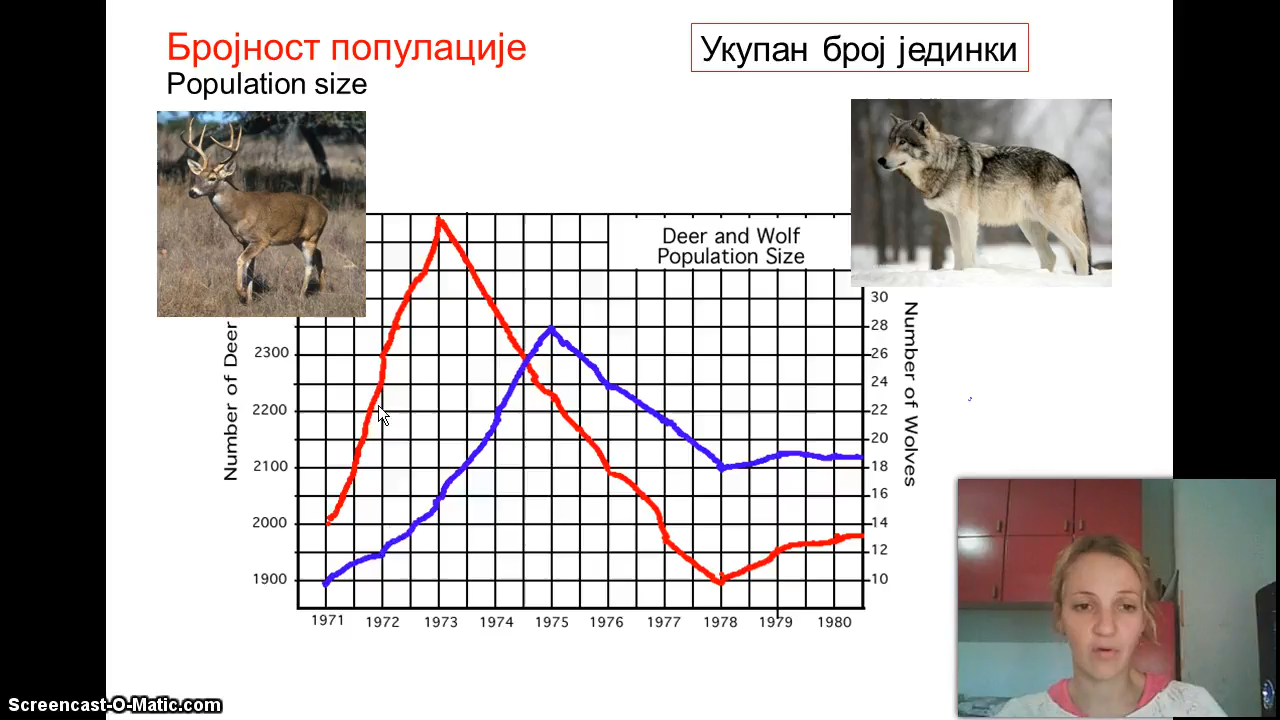 Бројност популације
Population size
Укупан број јединки
Deer and Wolf
Population Size
Number of Deer
2300
2200
2100
2000
1900
30
28
26
24
22
20
18
16
14
12
10
Number of Wolves
1971 1972 1973 1974 1975 1976 1977 1978 1979 1980
Screencast-O-Matic.com